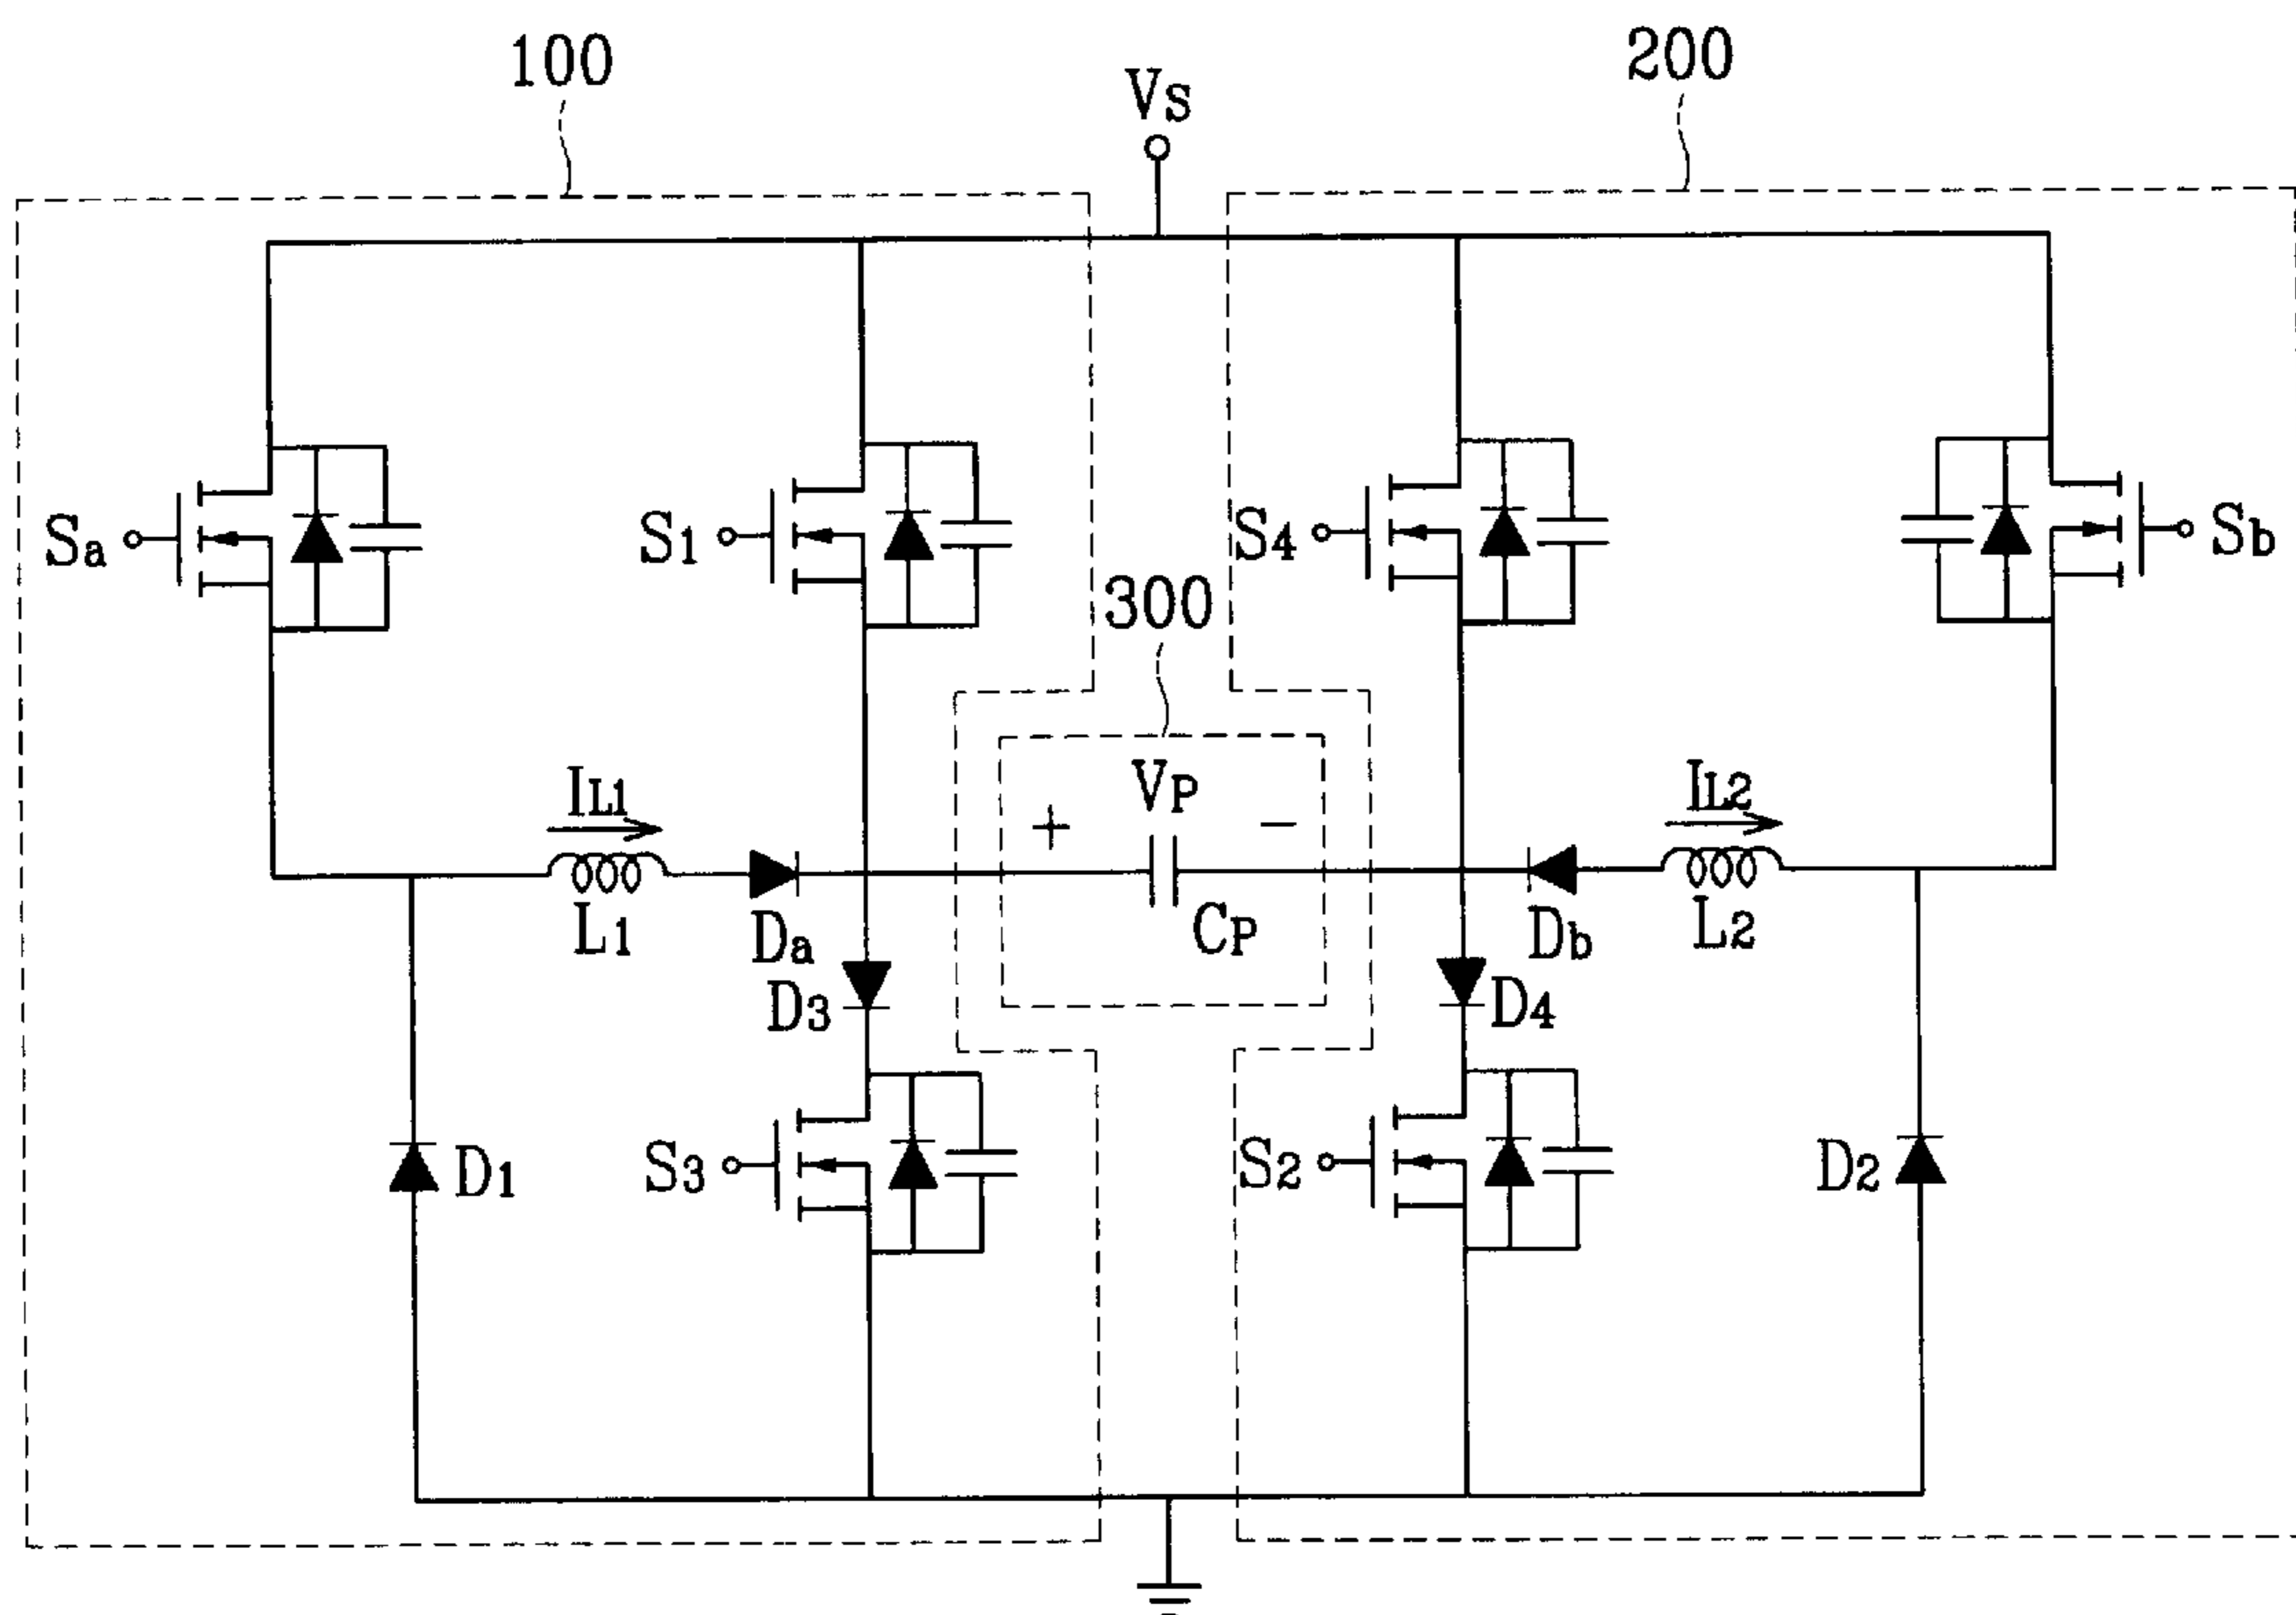 100
200
VS
Sa
S1
S4
Sb
300
IL1
VP
IL2
+
−
L1
Da
CP
Db
L2
D3
D4
D1
S3
S2
D2